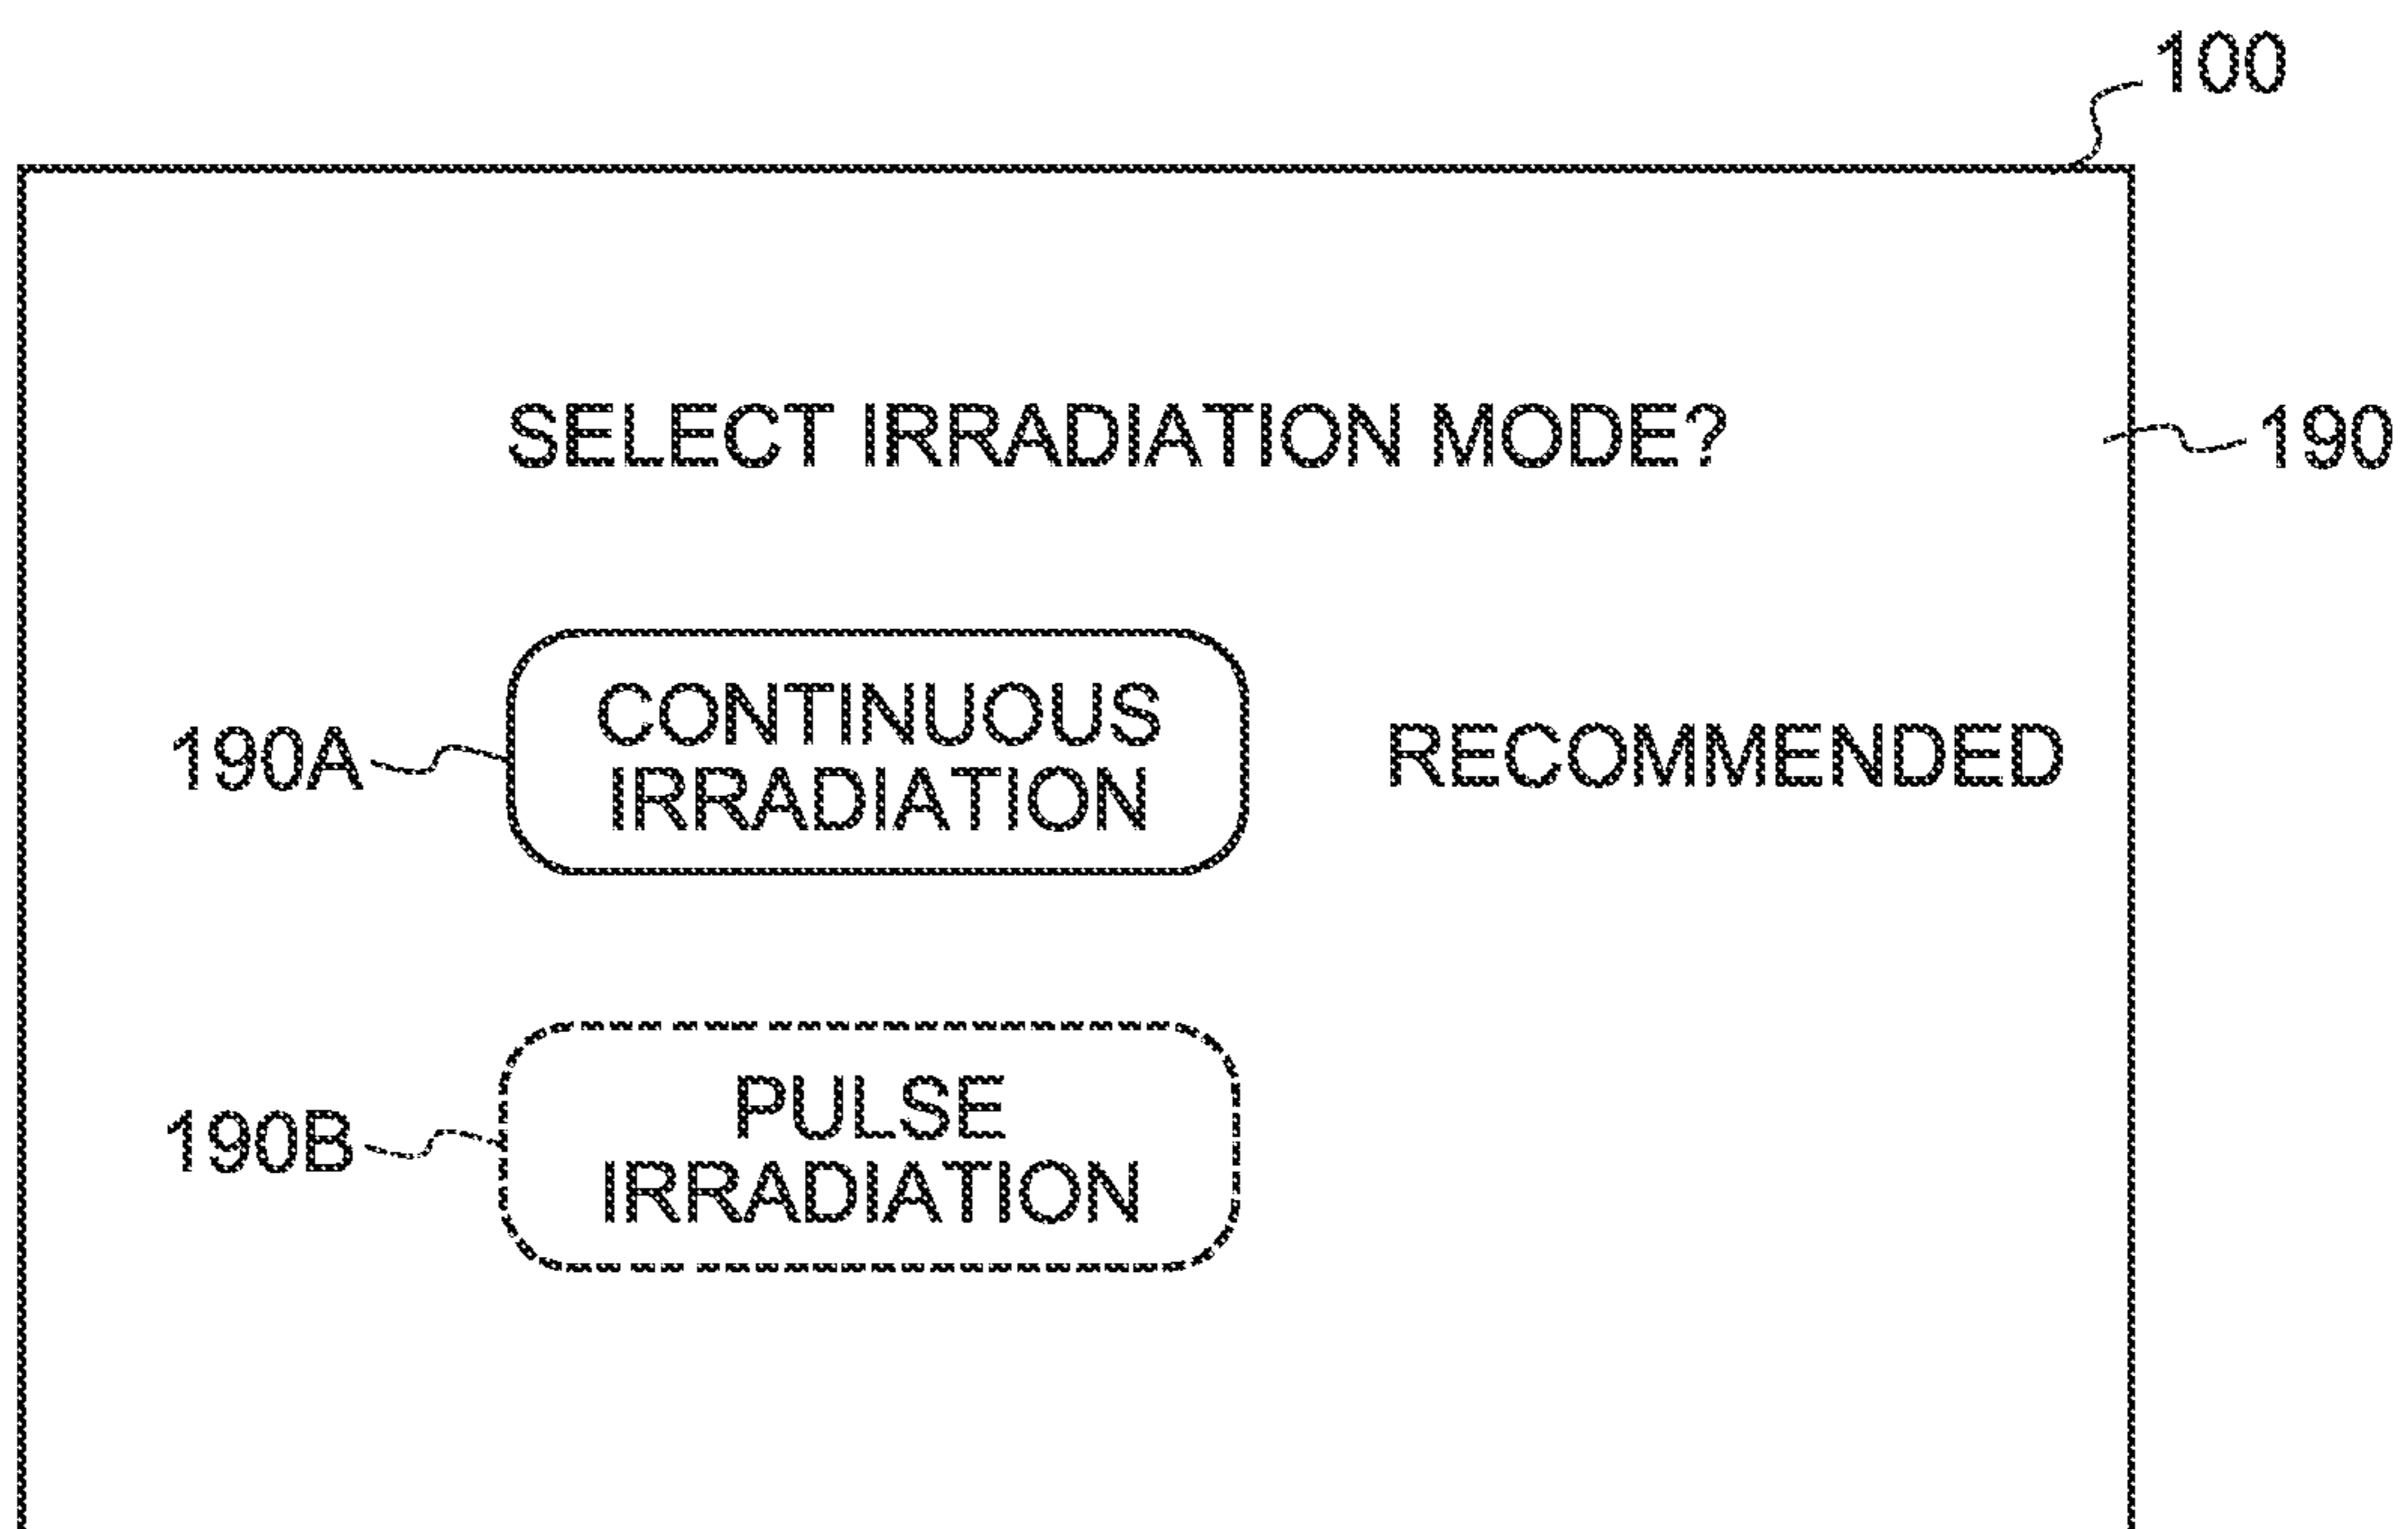 100
SELECT IRRADIATION MODE?
190
CONTINUOUS
IRRADIATION
190A
RECOMMENDED
PULSE
IRRADIATION
190B